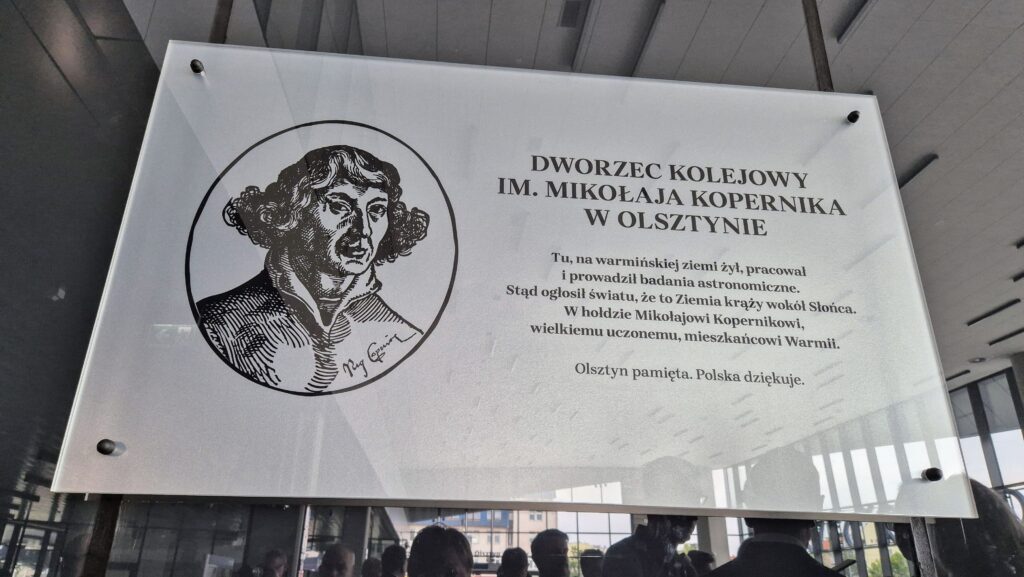 DWORZEC KOLEJOWY
IM. MIKOŁAJA KOPERNIKA
W OLSZTYNIE
Tu, na warmińskiej ziemi żył, pracował
i prowadził badania astronomiczne.
Stąd ogłosił światu, że to Ziemia krąży wokół Słońca.
W hołdzie Mikołajowi Kopernikowi,
wielkiemu uczonemu, mieszkańcowi Warmii.
Olsztyn pamięta. Polska dziękuje.